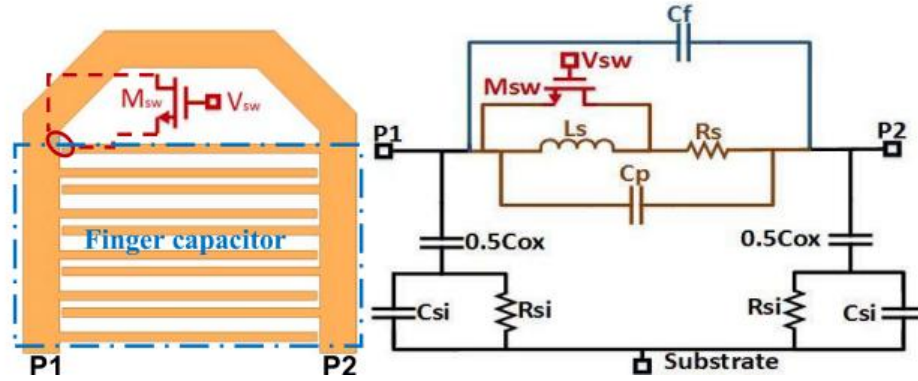 Msw
Vsw
Finger capacitor
P1
P2
Cf
Vsw
Msw
P1
Ls
Rs
P2
Cp
0.5Cox
0.5Cox
Csi
Rsi
Rsi
Csi
Substrate